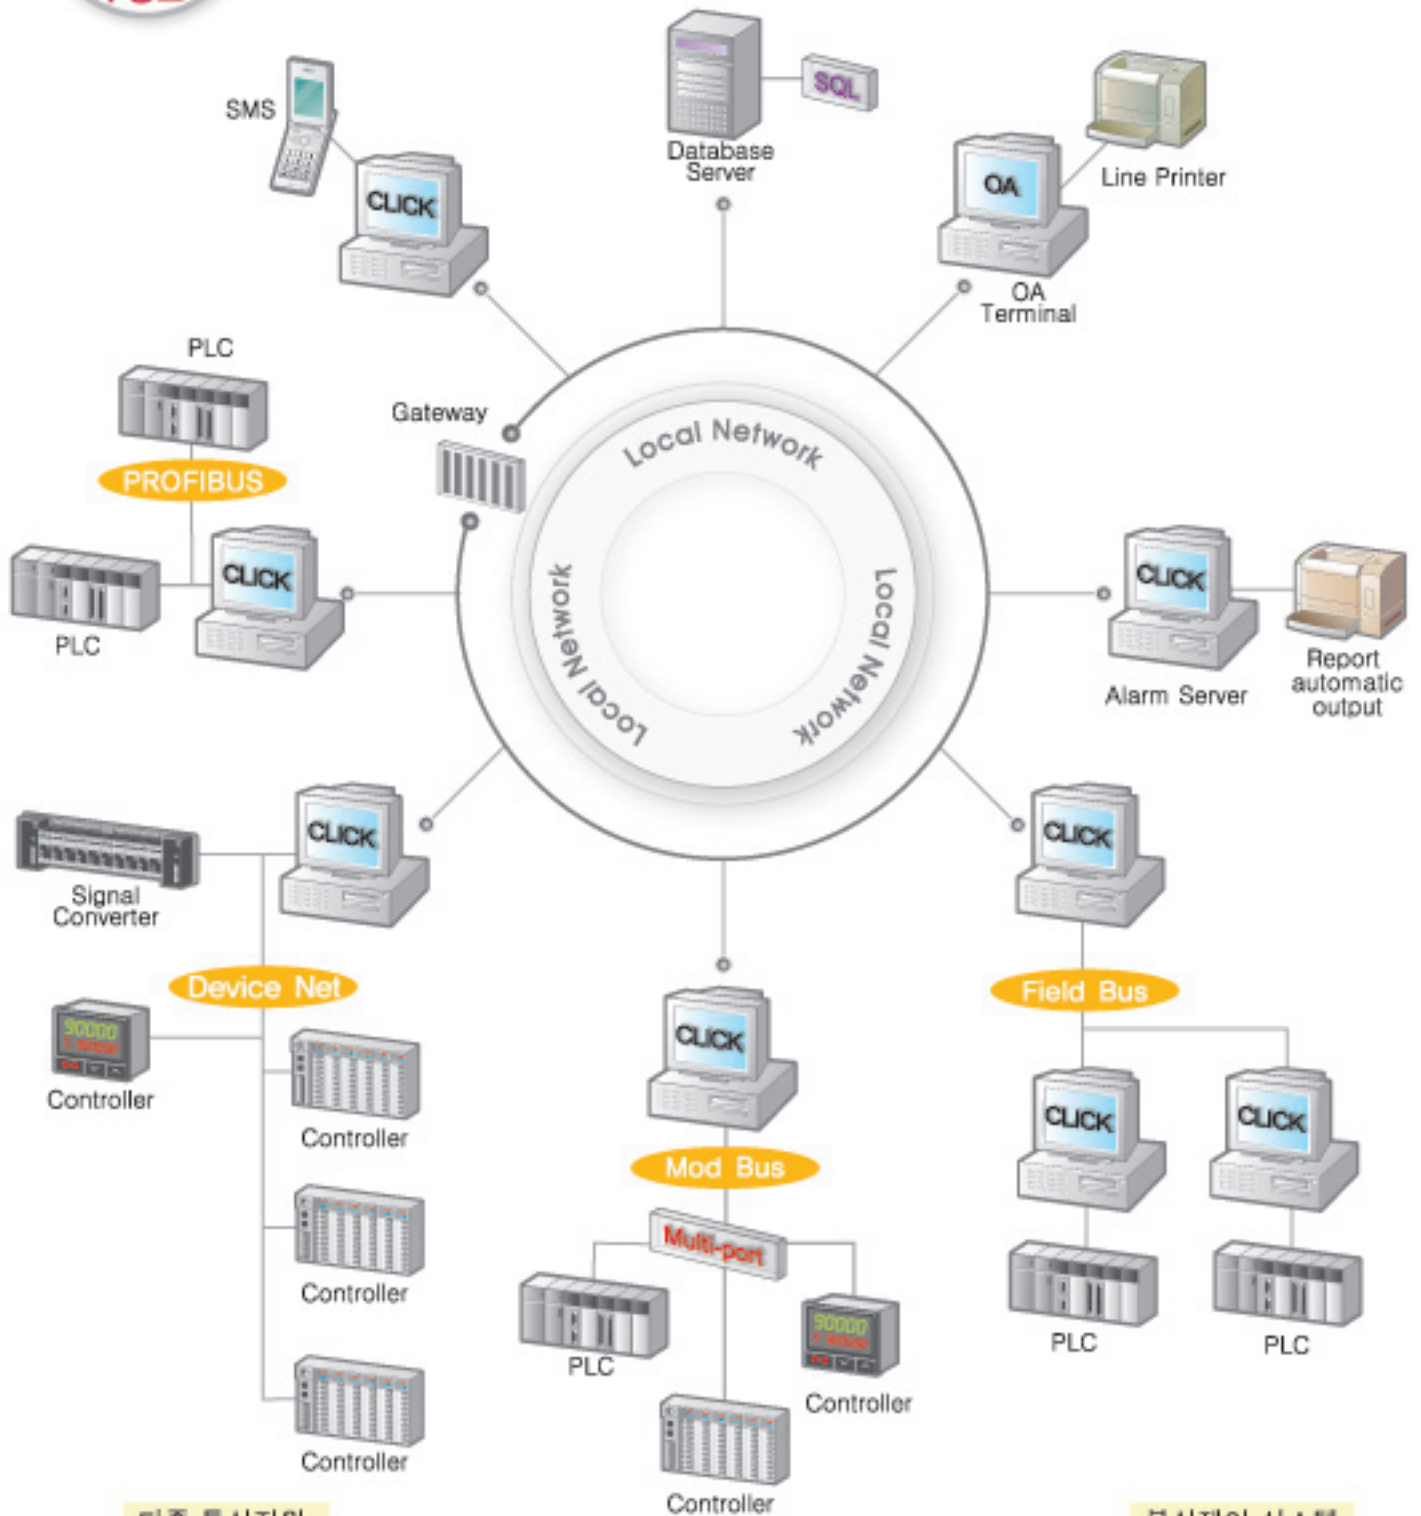 SMS
CLICK
SQL
Database
Server
OA
Line Printer
OA
Terminal
PLC
PROFIBUS
PLC
CLICK
Gateway
Local Network
Local Network
Local Network
CLICK
Alarm Server
Report
automatic
output
Signal
Converter
CLICK
Device Net
90000
Controller
Controller
Controller
Controller
CLICK
Mod Bus
Multi-port
PLC
90000
Controller
Controller
CLICK
Field Bus
CLICK
CLICK
PLC
PLC